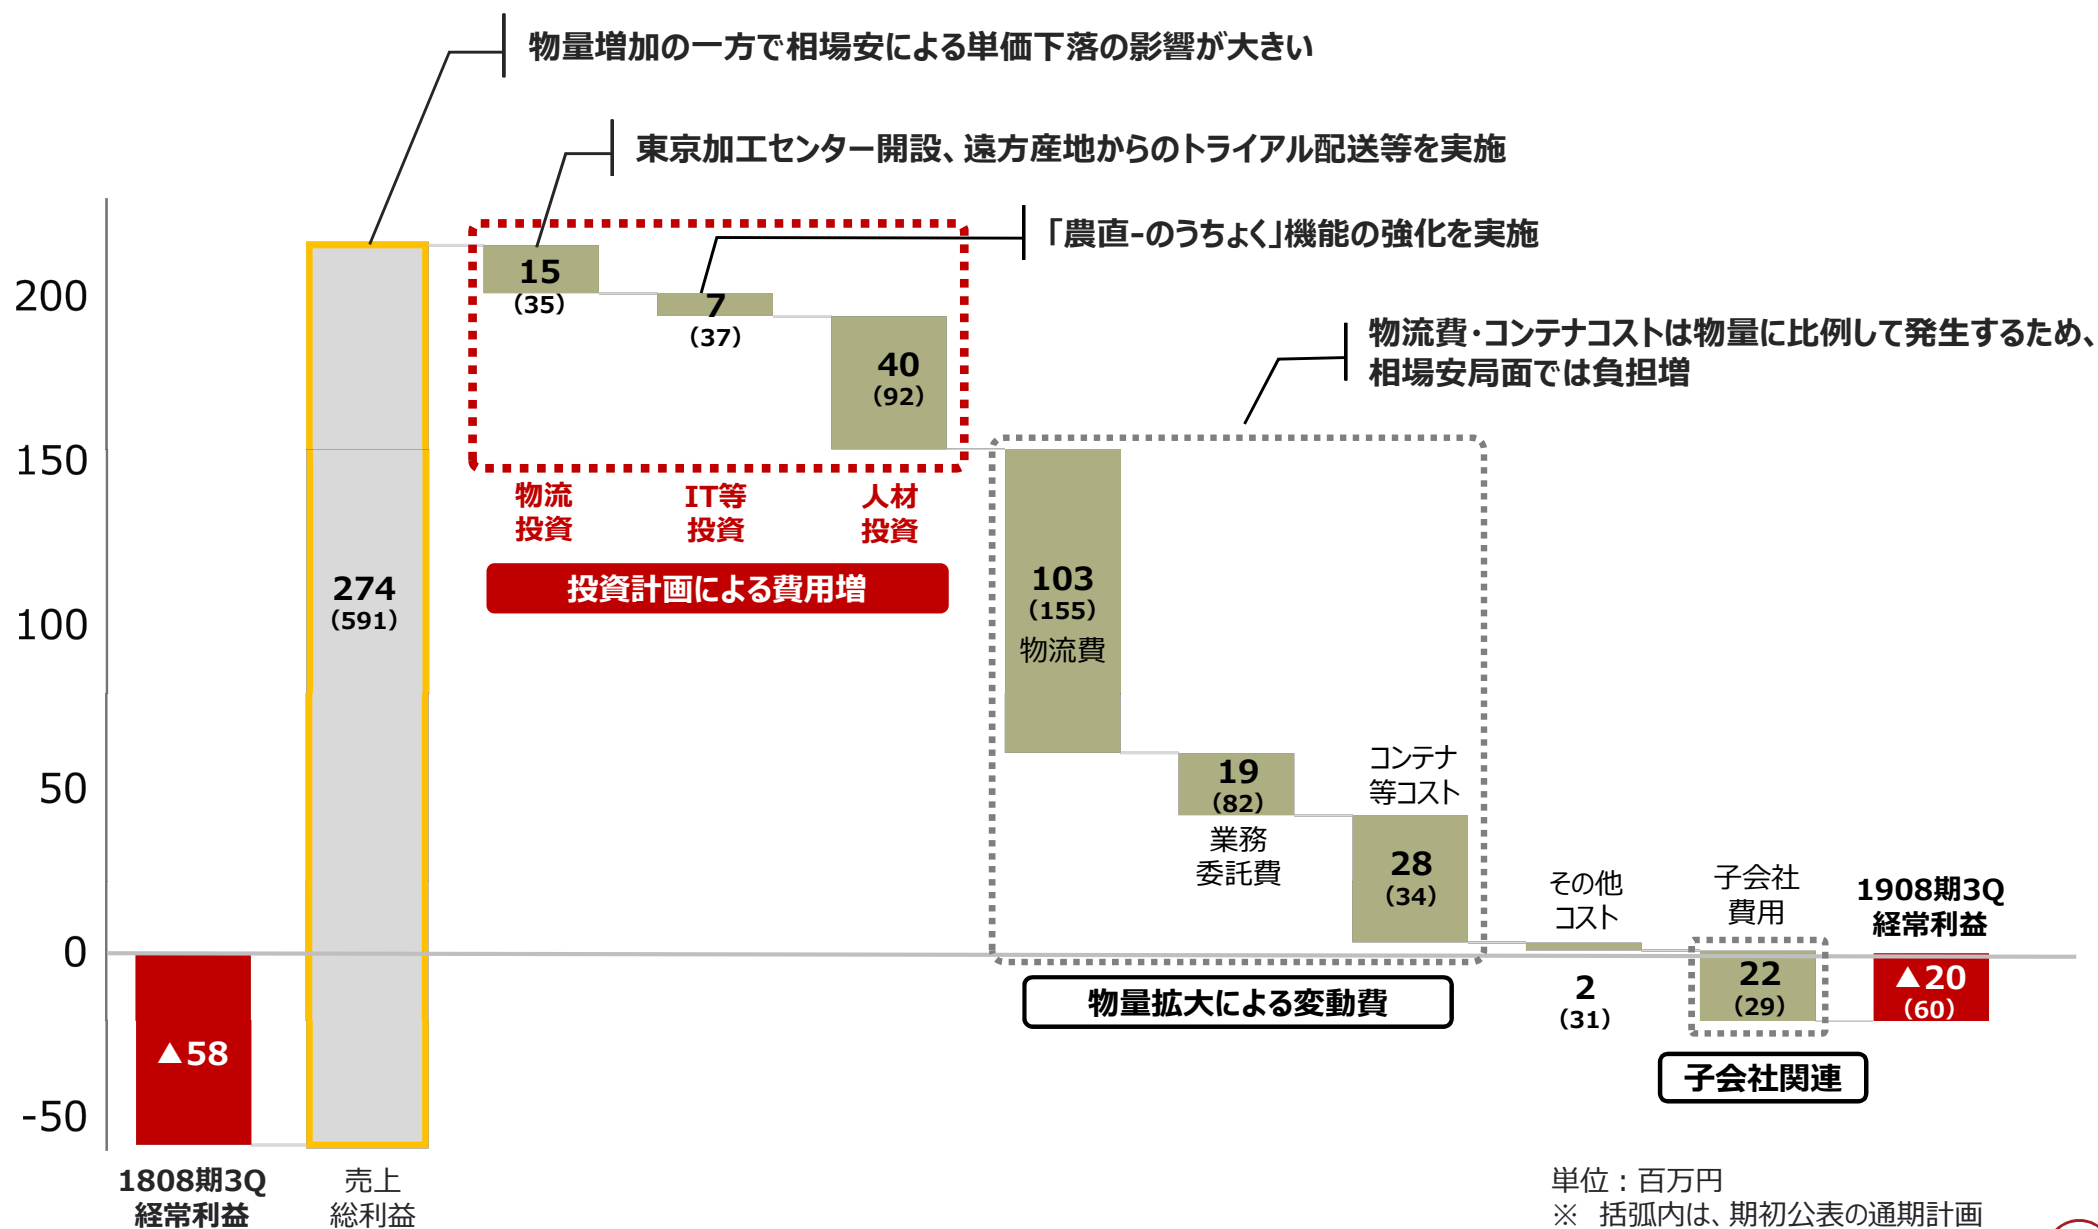 物量増加の一方で相場安による単価下落の影響が大きい
東京加工センター開設、遠方産地からのトライアル配送等を実施
「農直-のうちょく」機能の強化を実施
物流費・コンテナコストは物量に比例して発生するため、
相場安局面では負担増
200
150
100
50
0
-50
15
(35)
7
(37)
40
(92)
物流
投資
IT等
投資
人材
投資
投資計画による費用増
274
(591)
103
(155)
物流費
19
(82)
業務
委託費
コンテナ
等コスト
28
(34)
その他
コスト
2
(31)
子会社
費用
22
(29)
1908期3Q
経常利益
▲20
(60)
物量拡大による変動費
子会社関連
▲58
1808期3Q
経常利益
売上
総利益
単位：百万円
※ 括弧内は、期初公表の通期計画